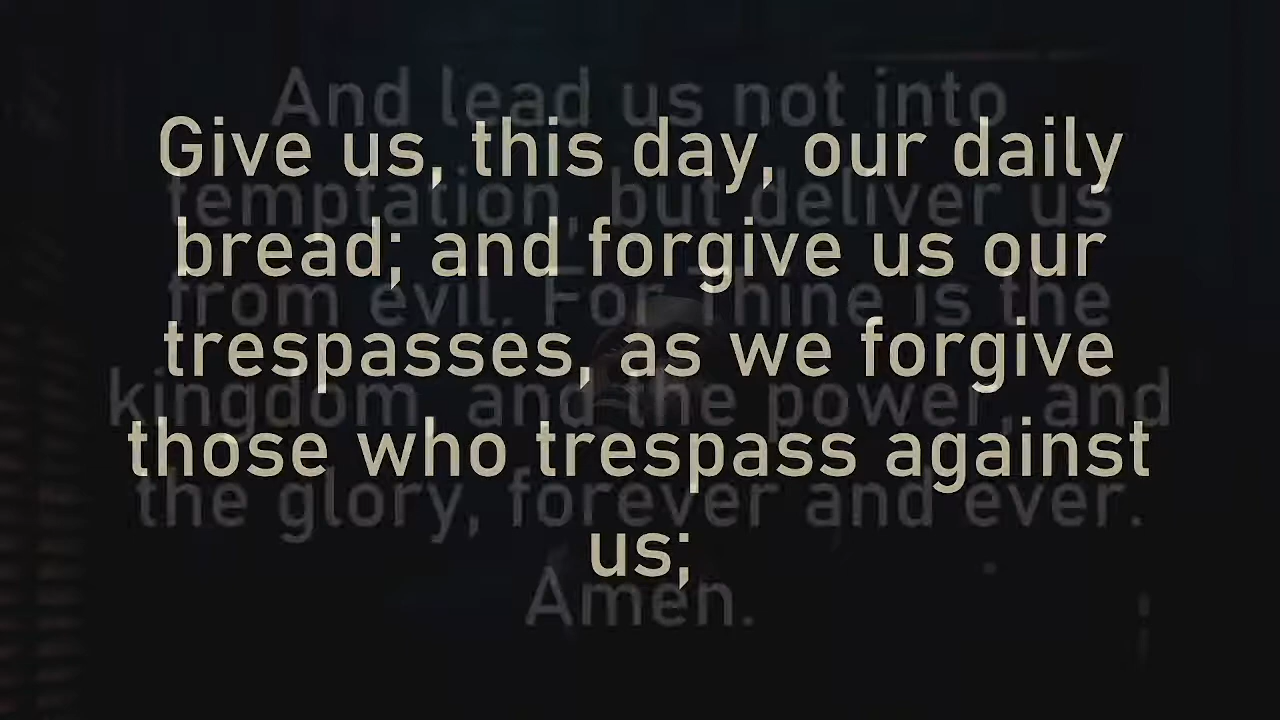 Give us, this day, our daily
bread; and forgive us our
trespasses, as we forgive
those who trespass against
us;
And lead us not into
temptation, but deliver us
from evil. For Thine is the
kingdom, and the power, and
the glory, forever and ever.
Amen.